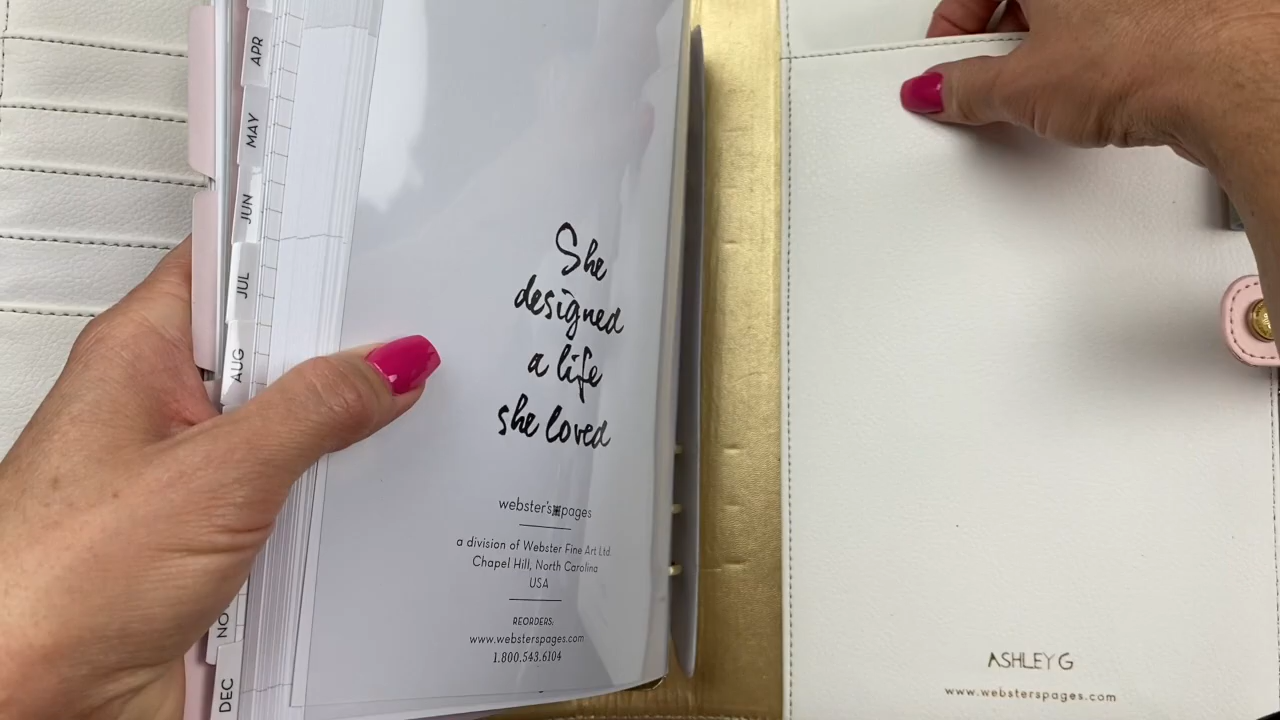 APR
MAY
JUN
JUL
AUG
NO
DEC
She
designed
a life
she loved
webster's pages
a division of Webster Fine Art Ltd.
Chapel Hill, North Carolina
USA
REORDERS:
www.websterspages.com
1.800.543.6104
ASHLEY G
www.websterspages.com